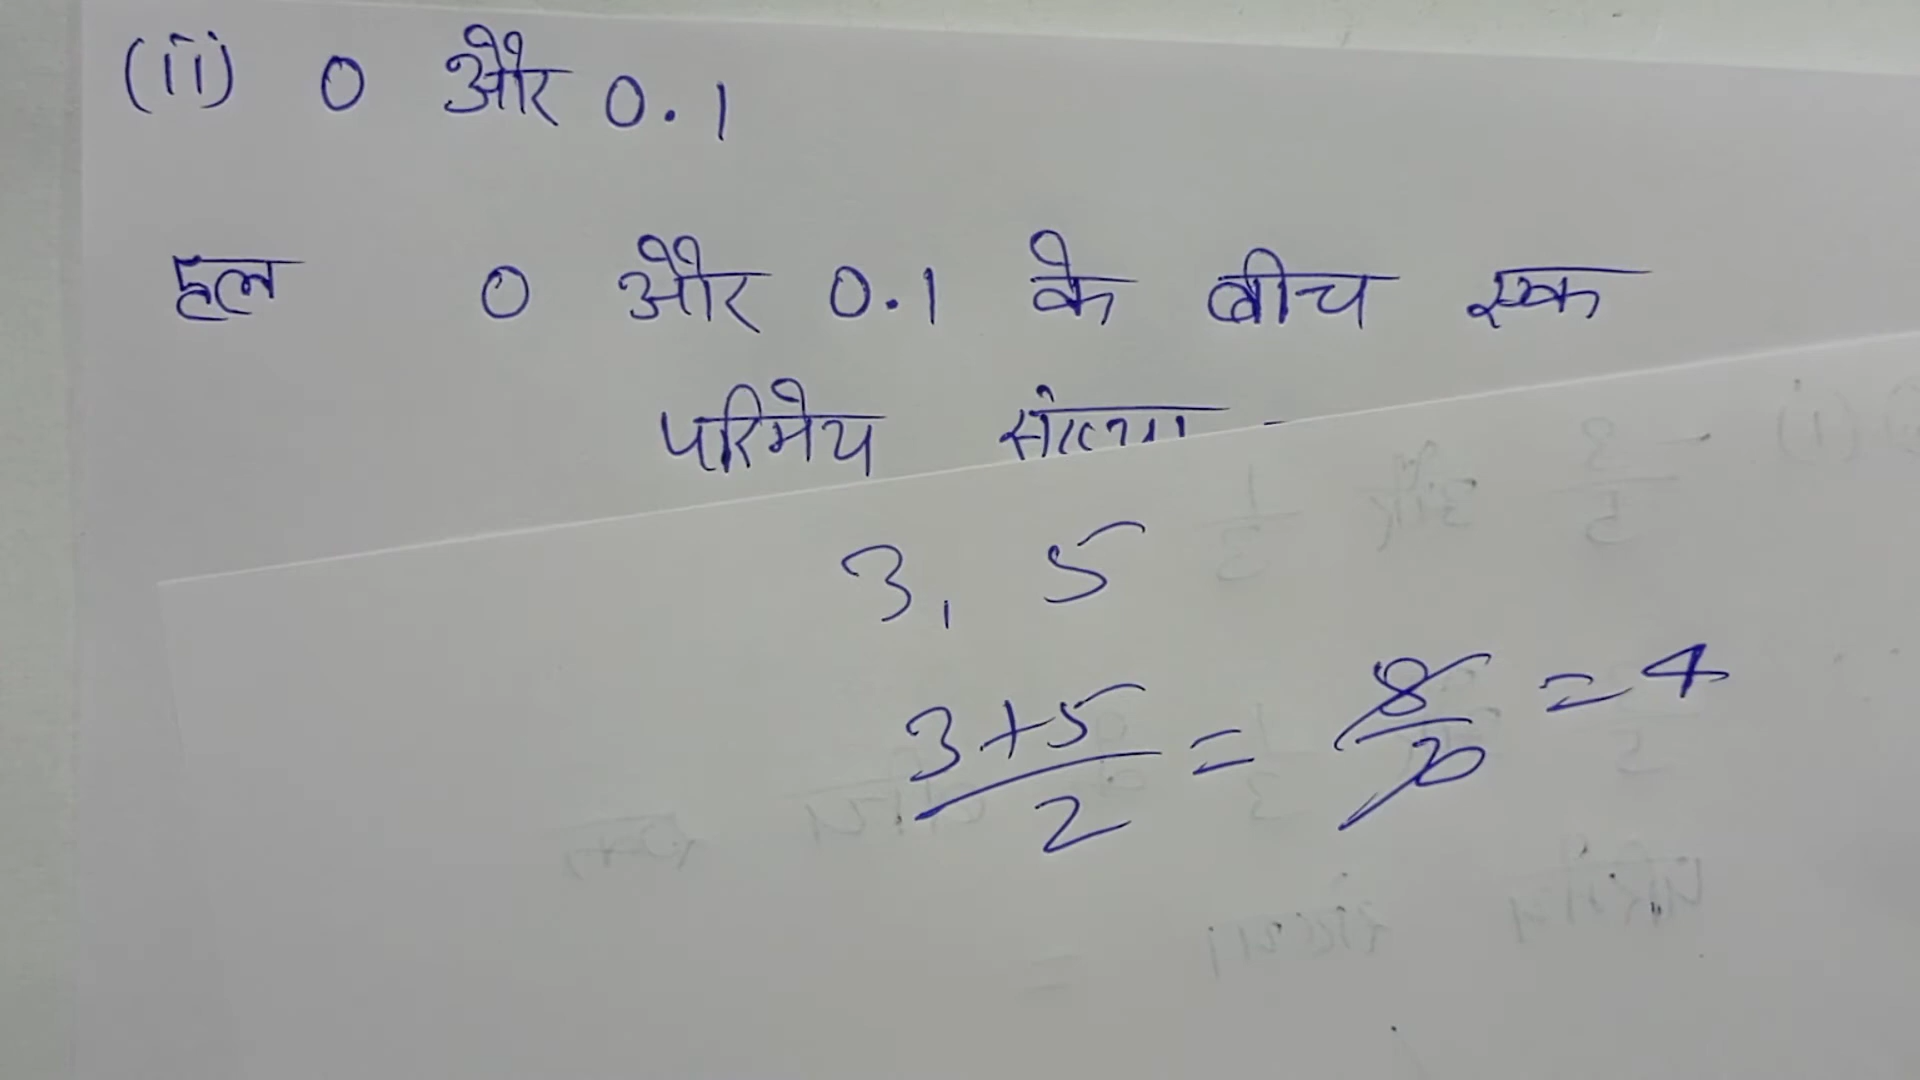 (ii) 0 और 0.1
हल 0 और 0.1 के बीच एक
परिमेय संख्या
3, 5
3+5/2 = 8/2 = 4